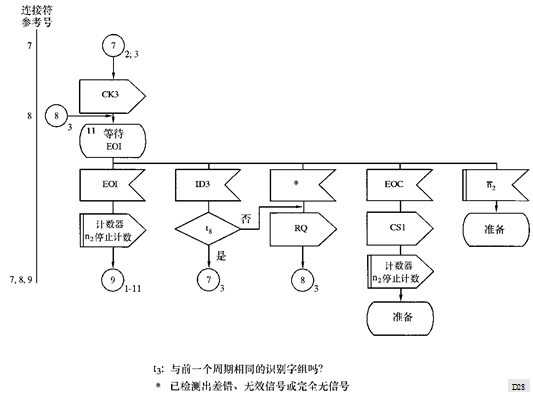 连接符
参考号
7
7
2; 3
CK3
8
8
3
11 等待
EOI
EOI
ID3
*
EOC
n̅₂
计数器
n₂停止计数
t₈
否
是
RQ
CS1
准备
7, 8, 9
9
1-11
7
3
8
3
计数器
n₂停止计数
准备
t₃: 与前一个周期相同的识别字组吗?
* 已检测出差错、无效信号或完全无信号
D28